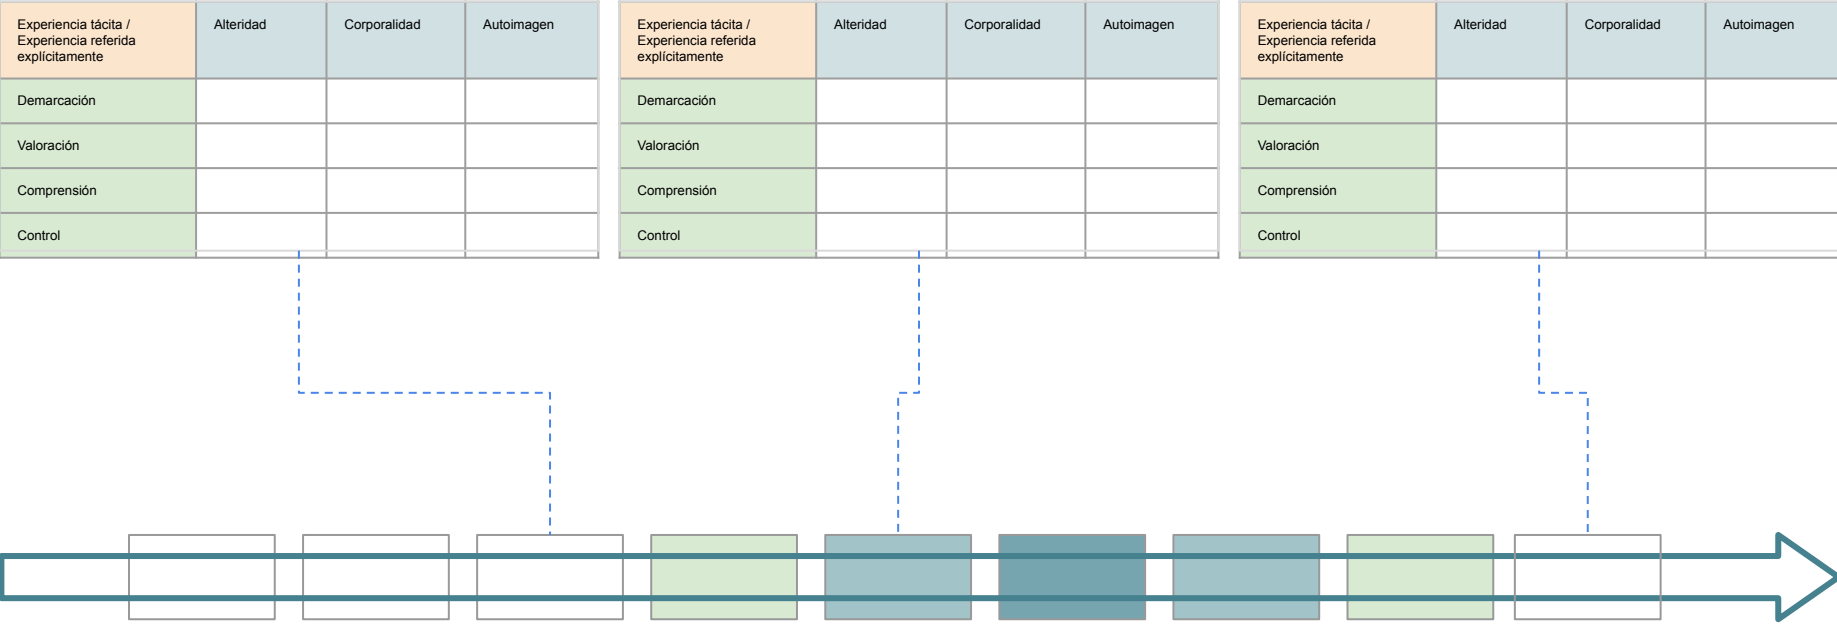 Experiencia tácita /
Experiencia referida
explícitamente
Alteridad
Corporalidad
Autoimagen
Demarcación
Valoración
Comprensión
Control
Experiencia tácita /
Experiencia referida
explícitamente
Alteridad
Corporalidad
Autoimagen
Demarcación
Valoración
Comprensión
Control
Experiencia tácita /
Experiencia referida
explícitamente
Alteridad
Corporalidad
Autoimagen
Demarcación
Valoración
Comprensión
Control